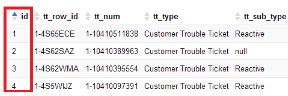 id tt_row_id tt_num tt_type tt_sub_type
1 1-4S65ECE 1-10410511838 Customer Trouble Ticket Reactive
2 1-4S62SAZ 1-10410389963 Customer Trouble Ticket null
3 1-4S62WMA 1-10410395554 Customer Trouble Ticket Reactive
4 1-4S5WIJZ 1-10410097391 Customer Trouble Ticket Reactive